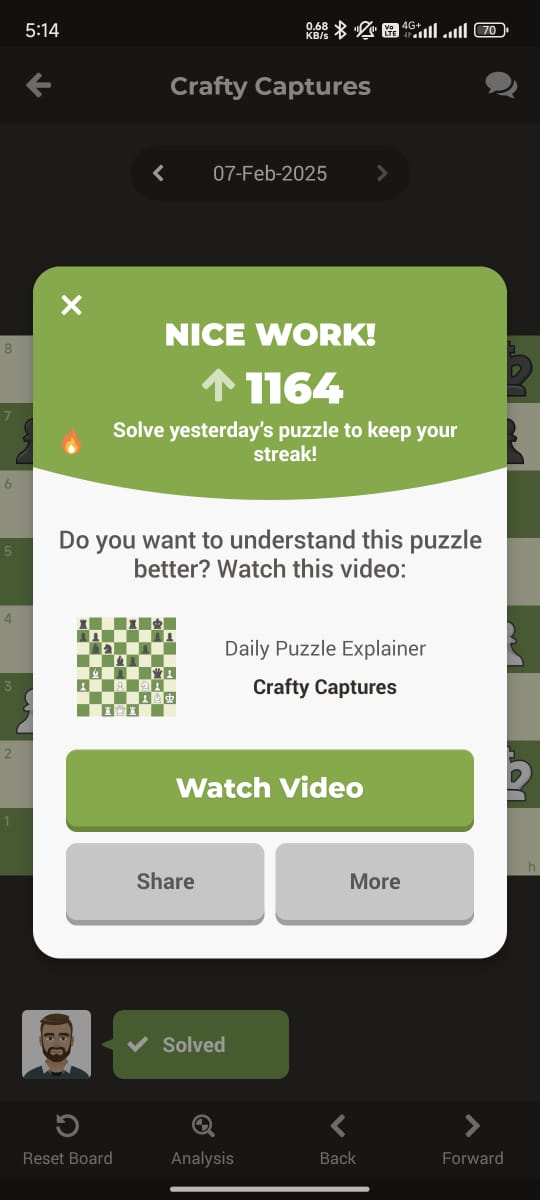 5:14
0.68
KB/s
Vo
LTE
4G+
70
Crafty Captures
07-Feb-2025
NICE WORK!
1164
Solve yesterday's puzzle to keep your
streak!
Do you want to understand this puzzle
better? Watch this video:
Daily Puzzle Explainer
Crafty Captures
Watch Video
Share
More
8
7
6
5
4
3
2
1
h
Solved
Reset Board
Analysis
Back
Forward